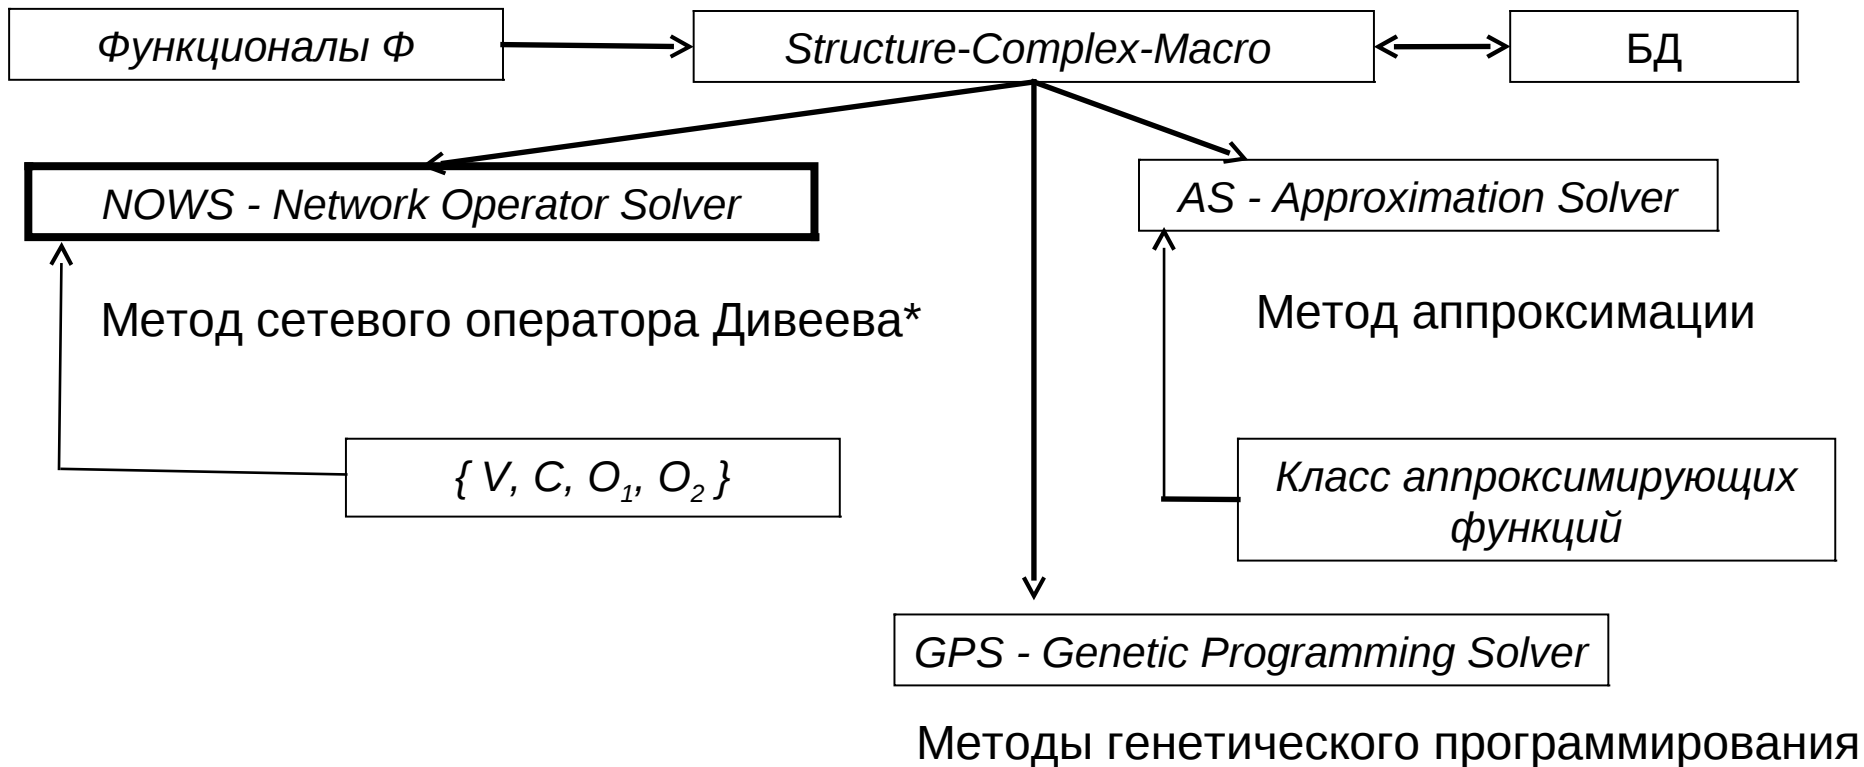 Функционалы Ф
Structure-Complex-Macro
БД
NOWS - Network Operator Solver
AS - Approximation Solver
Метод сетевого оператора Дивеева*
Метод аппроксимации
{ V, C, O1, O2 }
Класс аппроксимирующих
функций
GPS - Genetic Programming Solver
Методы генетического программирования